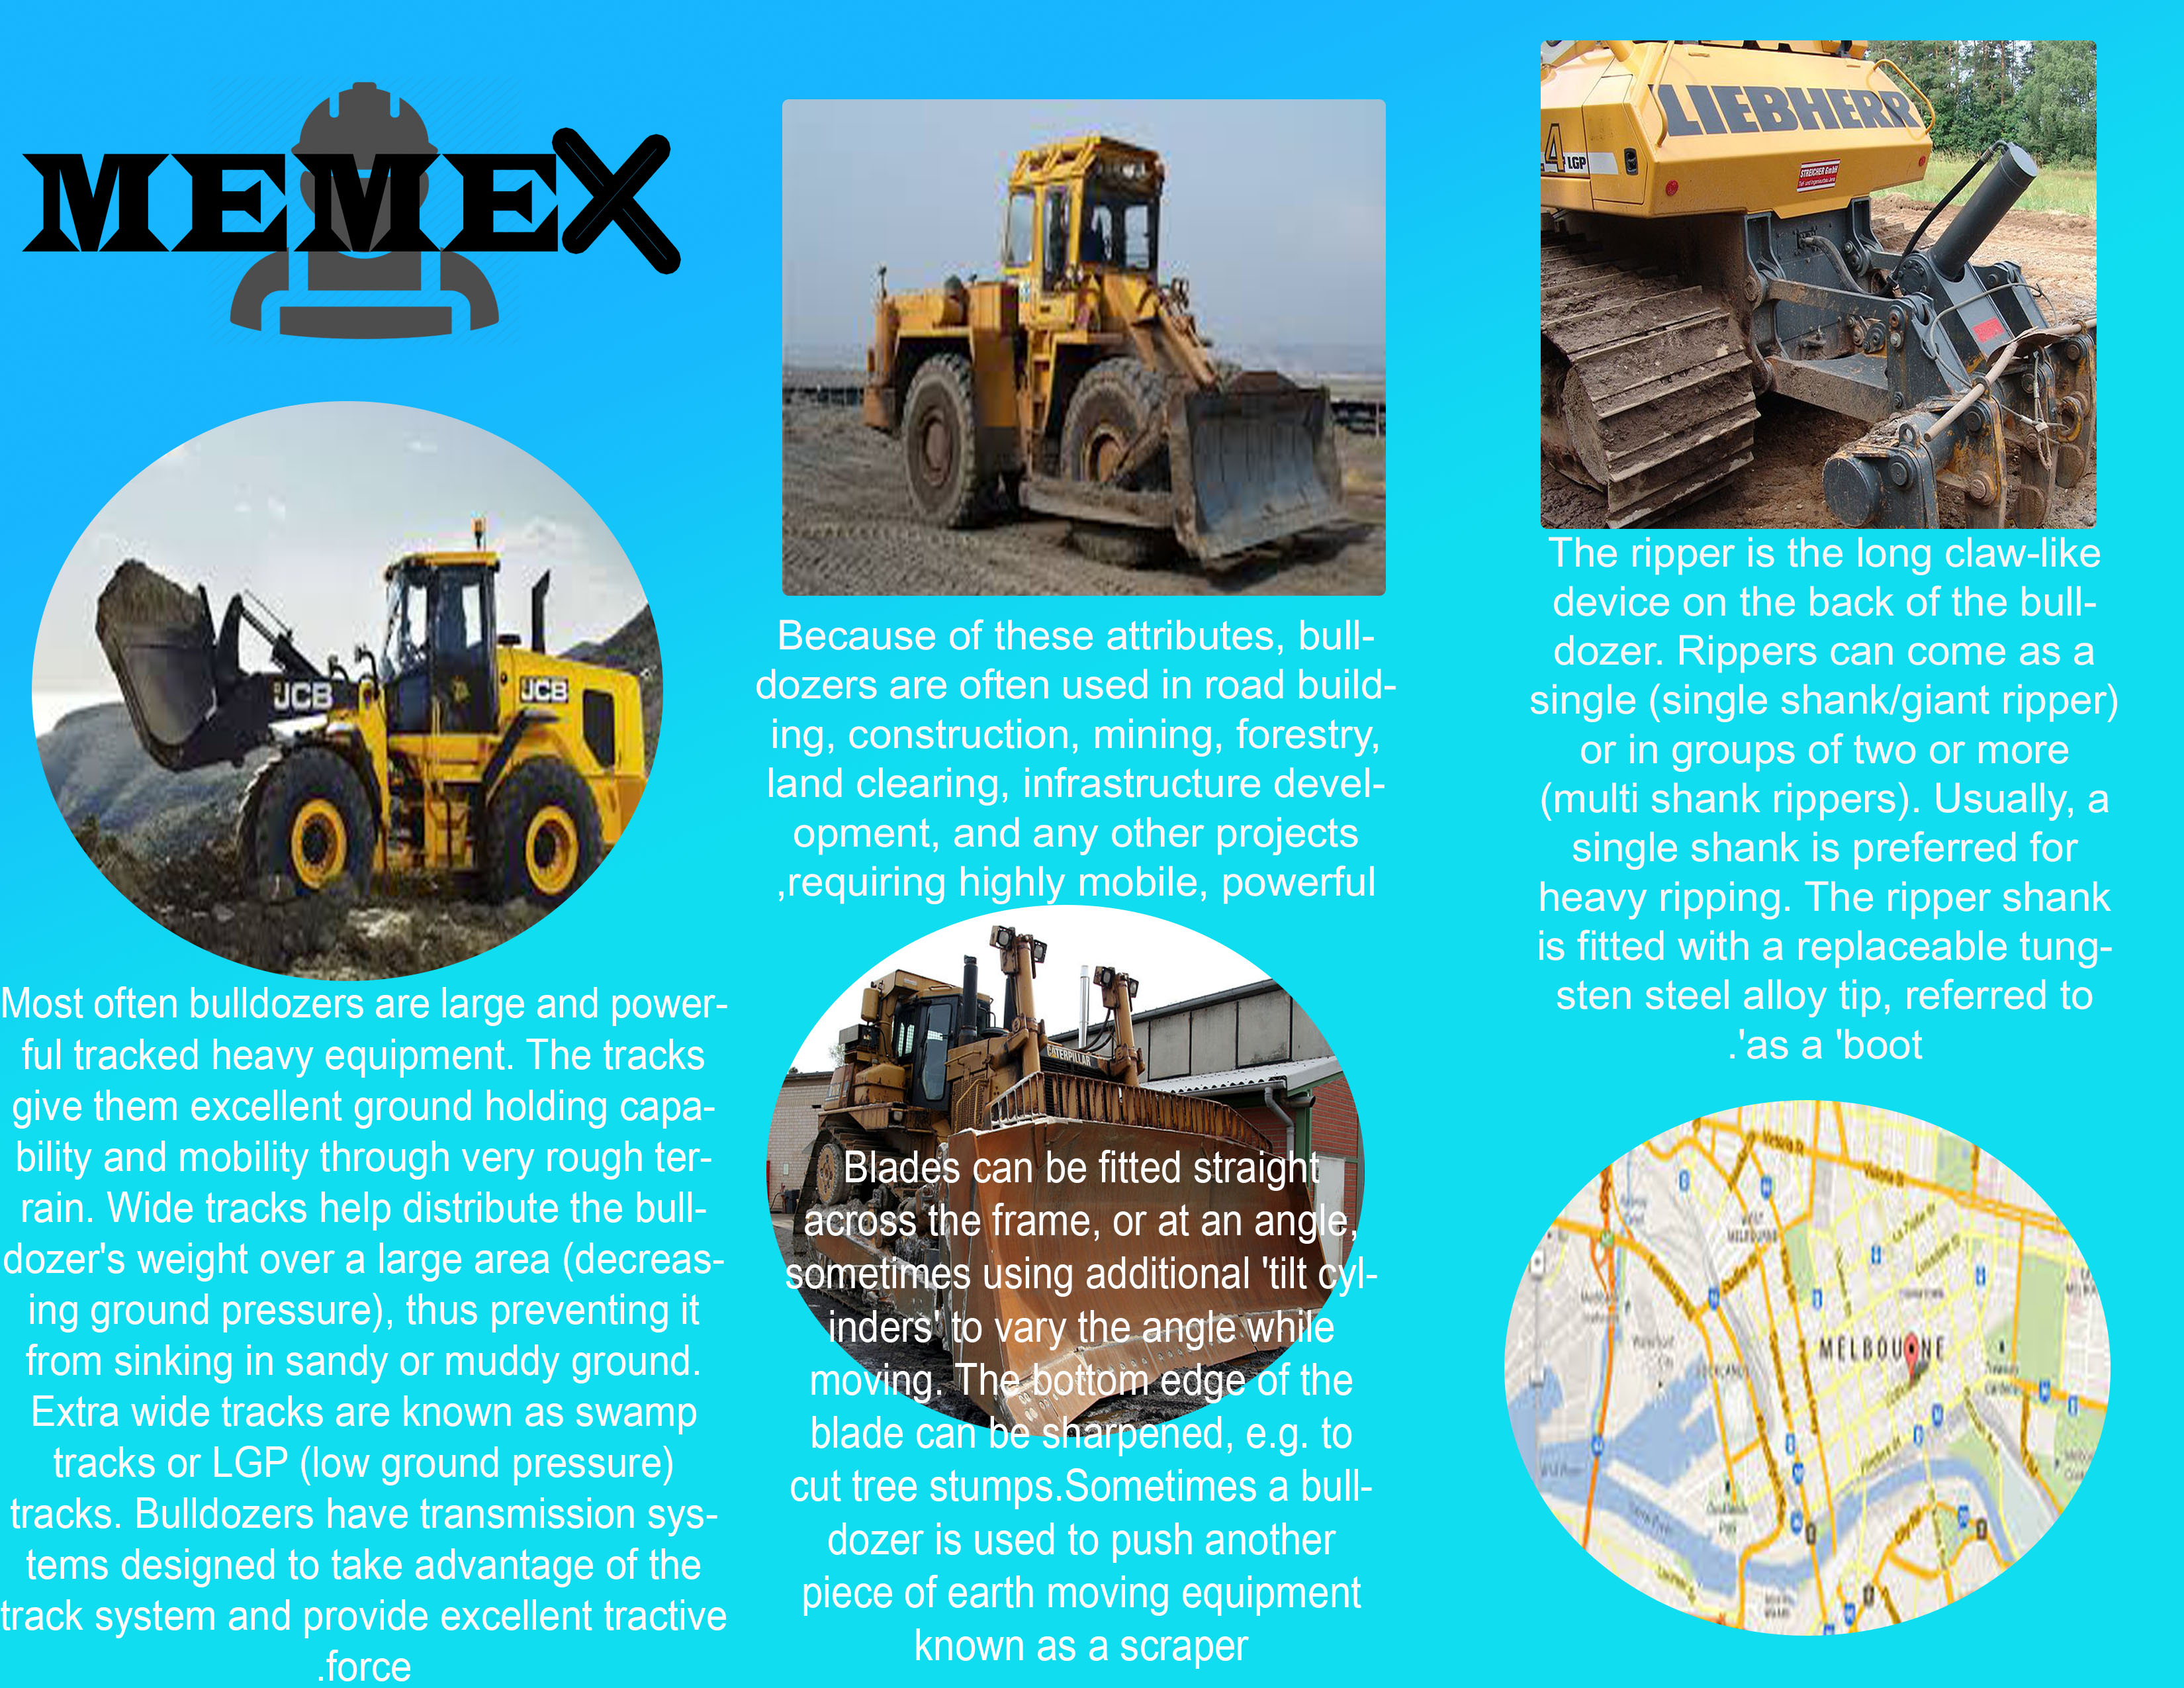 MEMEX
JCB
JCB
Most often bulldozers are large and power-
ful tracked heavy equipment. The tracks
give them excellent ground holding capa-
bility and mobility through very rough ter-
rain. Wide tracks help distribute the bull-
dozer's weight over a large area (decreas-
ing ground pressure), thus preventing it
from sinking in sandy or muddy ground.
Extra wide tracks are known as swamp
tracks or LGP (low ground pressure)
tracks. Bulldozers have transmission sys-
tems designed to take advantage of the
track system and provide excellent tractive
.force
Because of these attributes, bull-
dozers are often used in road build-
ing, construction, mining, forestry,
land clearing, infrastructure devel-
opment, and any other projects
,requiring highly mobile, powerful
CATERPILLAR
Blades can be fitted straight
across the frame, or at an angle,
sometimes using additional 'tilt cyl-
inders' to vary the angle while
moving. The bottom edge of the
blade can be sharpened, e.g. to
cut tree stumps.Sometimes a bull-
dozer is used to push another
piece of earth moving equipment
known as a scraper
LIEBHERR
4
LGP
STREICHER GmbH
The ripper is the long claw-like
device on the back of the bull-
dozer. Rippers can come as a
single (single shank/giant ripper)
or in groups of two or more
(multi shank rippers). Usually, a
single shank is preferred for
heavy ripping. The ripper shank
is fitted with a replaceable tung-
sten steel alloy tip, referred to
.'as a 'boot
Victoria St
Victoria St
WEST
MELBOURNE
La Trobe St
MELBOURNE